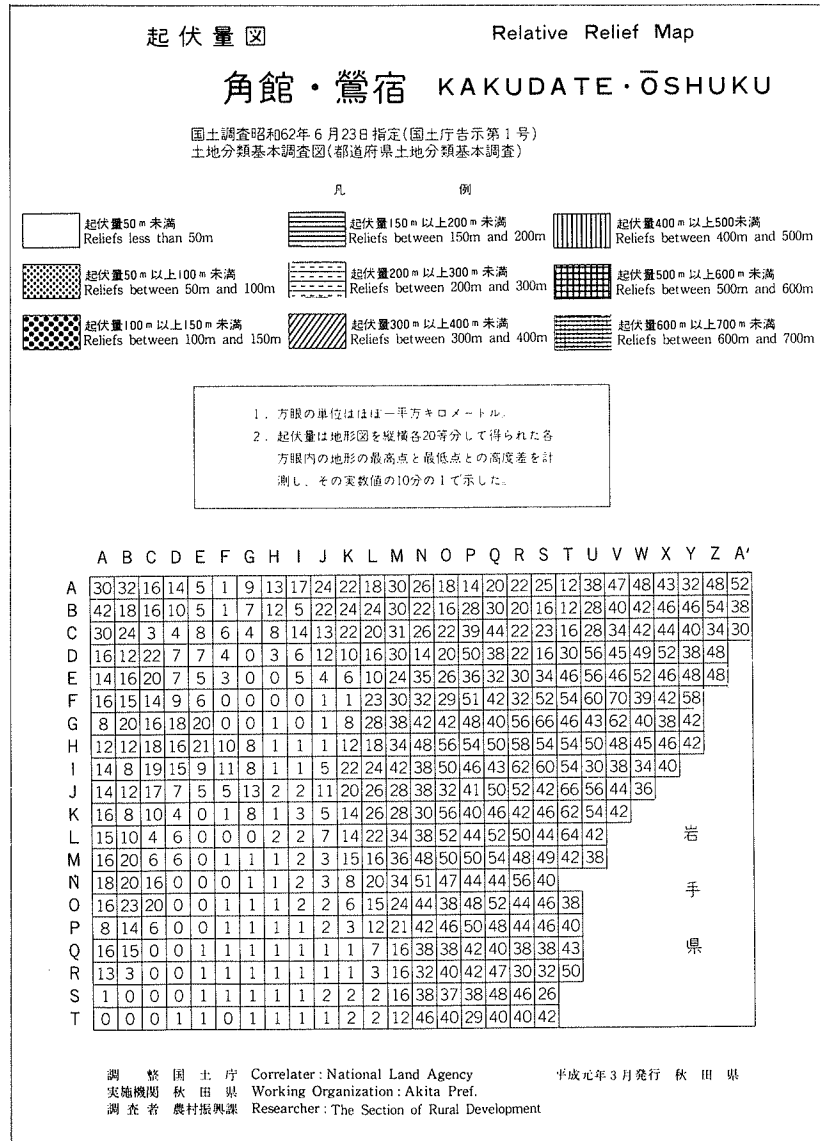 起伏量図 Relative Relief Map
角館・鶯宿 KAKUDATE・ŌSHUKU
国土調査昭和62年6月23日指定(国土庁告示第1号)
土地分類基本調査図(都道府県土地分類基本調査)
凡 例
起伏量50m未満
Reliefs less than 50m
起伏量150m以上200m未満
Reliefs between 150m and 200m
起伏量400m以上500未満
Reliefs between 400m and 500m
起伏量50m以上100m未満
Reliefs between 50m and 100m
起伏量200m以上300m未満
Reliefs between 200m and 300m
起伏量500m以上600m未満
Reliefs between 500m and 600m
起伏量100m以上150m未満
Reliefs between 100m and 150m
起伏量300m以上400m未満
Reliefs between 300m and 400m
起伏量600m以上700m未満
Reliefs between 600m and 700m
1. 方眼の単位はほぼ一平方キロメートル。
2. 起伏量は地形図を縦横各20等分して得られた各
方眼内の地形の最高点と最低点との高度差を計
測し、その実数値の10分の1で示した。
A B C D E F G H I J K L M N O P Q R S T U V W X Y Z A'
A 30 32 16 14 5 1 9 13 17 24 22 18 30 26 18 14 20 22 25 12 38 47 48 43 32 48 52
B 42 18 16 10 5 1 7 12 5 22 24 24 30 22 16 28 30 20 16 12 28 40 42 46 46 54 38
C 30 24 3 4 8 6 4 8 14 13 22 20 31 26 22 39 44 22 23 16 28 34 42 44 40 34 30
D 16 12 22 7 7 4 0 3 6 12 10 16 30 14 20 50 38 22 16 30 56 45 49 52 38 48
E 14 16 20 7 5 3 0 0 5 4 6 10 24 35 26 36 32 30 34 46 56 46 52 46 48 48
F 16 15 14 9 6 0 0 0 0 1 1 23 30 32 29 51 42 32 52 54 60 70 39 42 58
G 8 20 16 18 20 0 0 1 0 1 8 28 38 42 42 48 40 56 66 46 43 62 40 38 42
H 12 12 18 16 21 10 8 1 1 1 12 18 34 48 56 54 50 58 54 54 50 48 45 46 42
I 14 8 19 15 9 11 8 1 1 5 22 24 42 38 50 46 43 62 60 54 30 38 34 40
J 14 12 17 7 5 5 13 2 2 11 20 26 28 38 32 41 50 52 42 66 56 44 36
K 16 8 10 4 0 1 8 1 3 5 14 26 28 30 56 40 46 42 46 62 54 42
L 15 10 4 6 0 0 0 2 2 7 14 22 34 38 52 44 52 50 44 64 42
岩
M 16 20 6 6 0 1 1 1 2 3 15 16 36 48 50 50 54 48 49 42 38
N 18 20 16 0 0 0 1 1 2 3 8 20 34 51 47 44 44 56 40
手
O 16 23 20 0 0 1 1 1 2 2 6 15 24 44 38 48 52 44 46 38
P 8 14 6 0 0 1 1 1 1 2 3 12 21 42 46 50 48 44 46 40
Q 16 15 0 0 1 1 1 1 1 1 1 7 16 38 38 42 40 38 38 43
県
R 13 3 0 0 1 1 1 1 1 1 1 3 16 32 40 42 47 30 32 50
S 1 0 0 0 1 1 1 1 1 2 2 2 16 38 37 38 48 46 26
T 0 0 0 1 1 0 1 1 1 1 2 2 12 46 40 29 40 40 42
調整 国土庁 Correlater : National Land Agency 平成元年3月発行 秋田県
実施機関 秋田県 Working Organization : Akita Pref.
調査者 農村振興課 Researcher : The Section of Rural Development